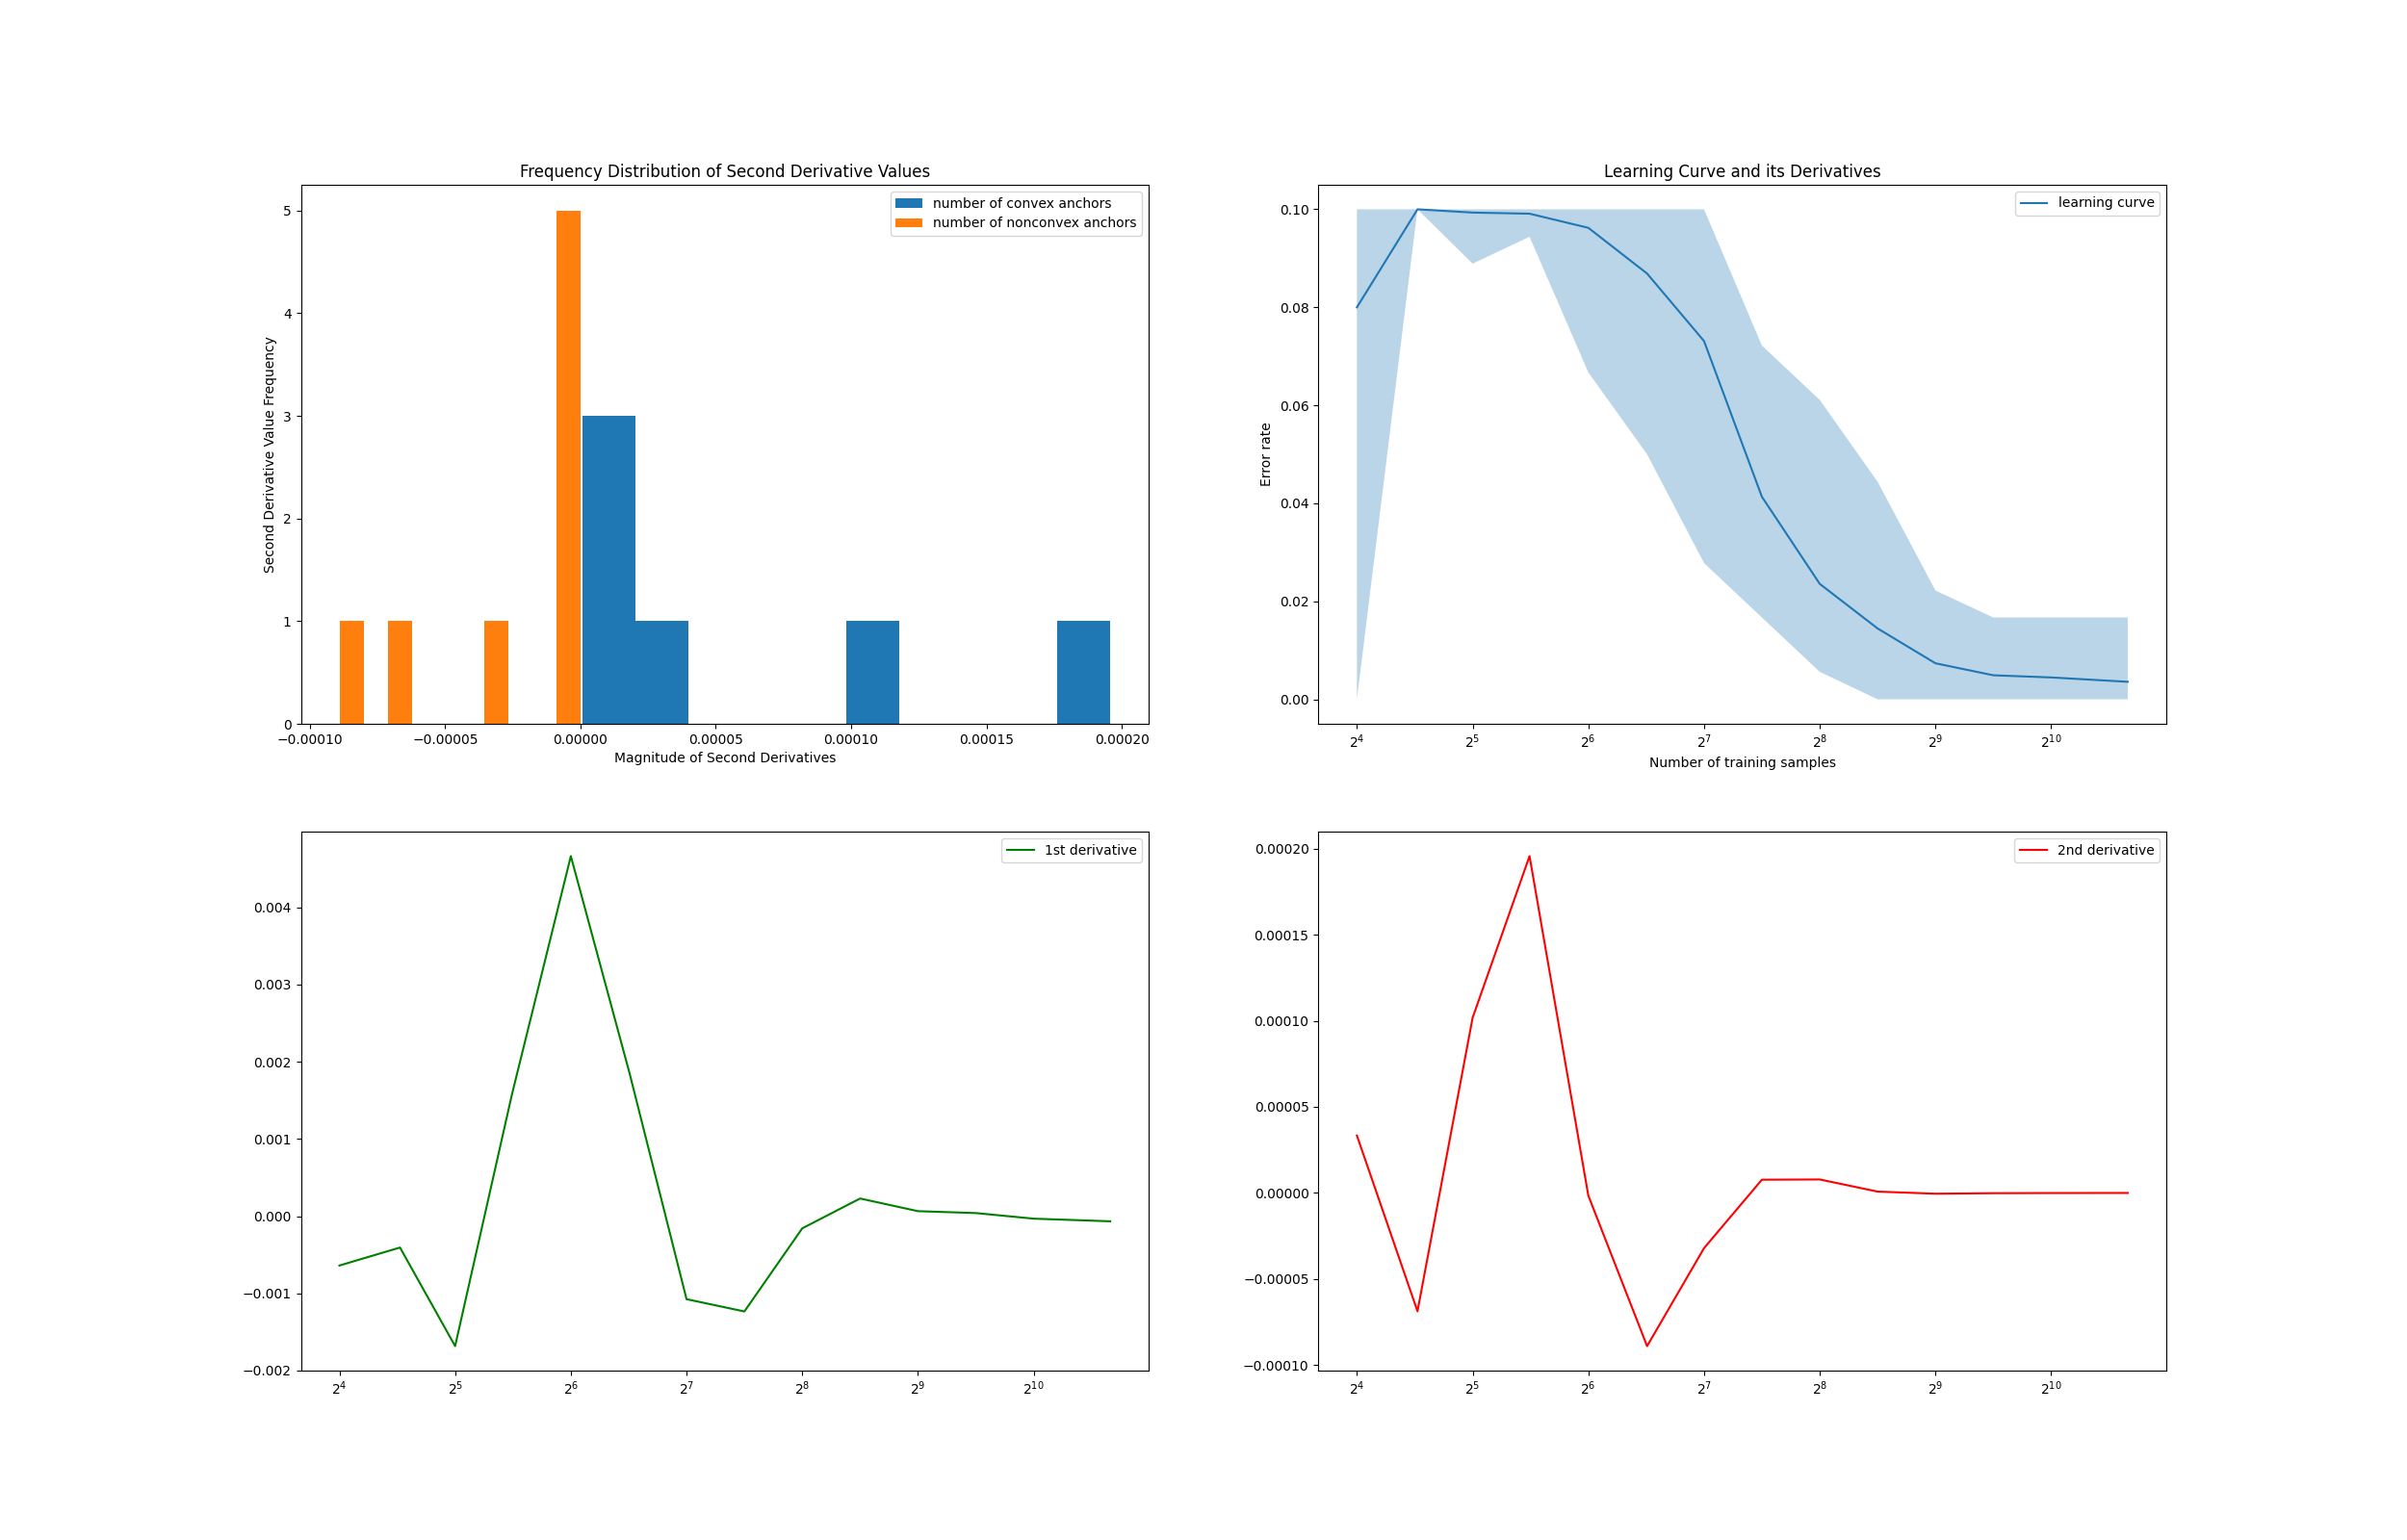 Frequency Distribution of Second Derivative Values
number of convex anchors
number of nonconvex anchors
Second Derivative Value Frequency
5
4
3
2
1
0
−0.00010 −0.00005 0.00000 0.00005 0.00010 0.00015 0.00020
Magnitude of Second Derivatives
Learning Curve and its Derivatives
learning curve
Error rate
0.10
0.08
0.06
0.04
0.02
0.00
2⁴ 2⁵ 2⁶ 2⁷ 2⁸ 2⁹ 2¹⁰
Number of training samples
1st derivative
0.004
0.003
0.002
0.001
0.000
−0.001
−0.002
2⁴ 2⁵ 2⁶ 2⁷ 2⁸ 2⁹ 2¹⁰
2nd derivative
0.00020
0.00015
0.00010
0.00005
0.00000
−0.00005
−0.00010
2⁴ 2⁵ 2⁶ 2⁷ 2⁸ 2⁹ 2¹⁰